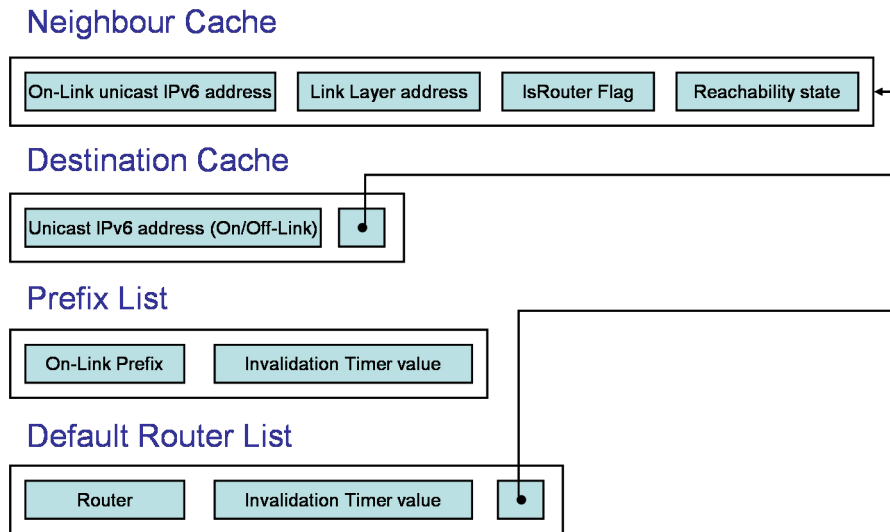 Neighbour Cache
On-Link unicast IPv6 address
Link Layer address
IsRouter Flag
Reachability state
Destination Cache
Unicast IPv6 address (On/Off-Link)
Prefix List
On-Link Prefix
Invalidation Timer value
Default Router List
Router
Invalidation Timer value